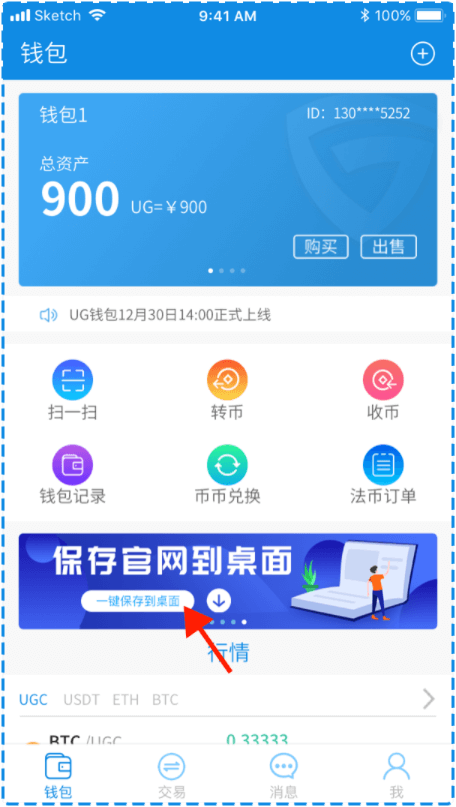 Sketch
9:41 AM
100%
钱包
钱包1
ID：130****5252
总资产
900 UG=￥900
购买 出售
UG钱包12月30日14:00正式上线
扫一扫 转币 收币
钱包记录 币币兑换 法币订单
保存官网到桌面
一键保存到桌面
行情
UGC USDT ETH BTC
BTC /UGC 0.33333
钱包 交易 消息 我